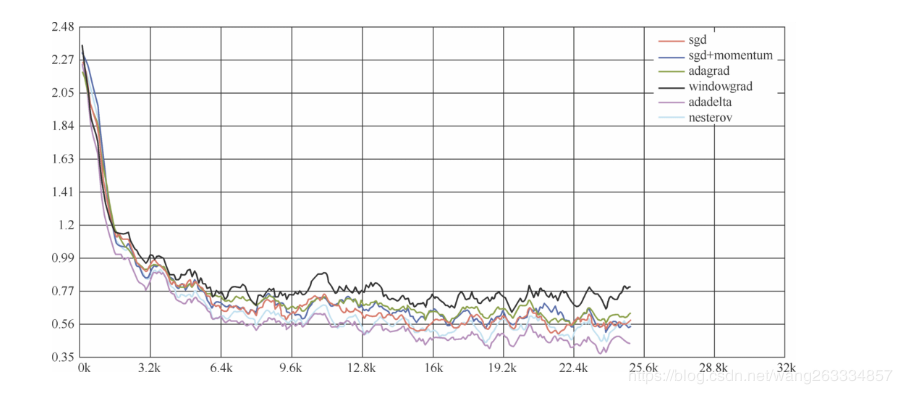 2.48
2.27
2.05
1.84
1.63
1.41
1.2
0.99
0.77
0.56
0.35
0k
3.2k
6.4k
9.6k
12.8k
16k
19.2k
22.4k
25.6k
28.8k
32k
sgd
sgd+momentum
adagrad
windowgrad
adadelta
nesterov
https://blog.csdn.net/wang263334857